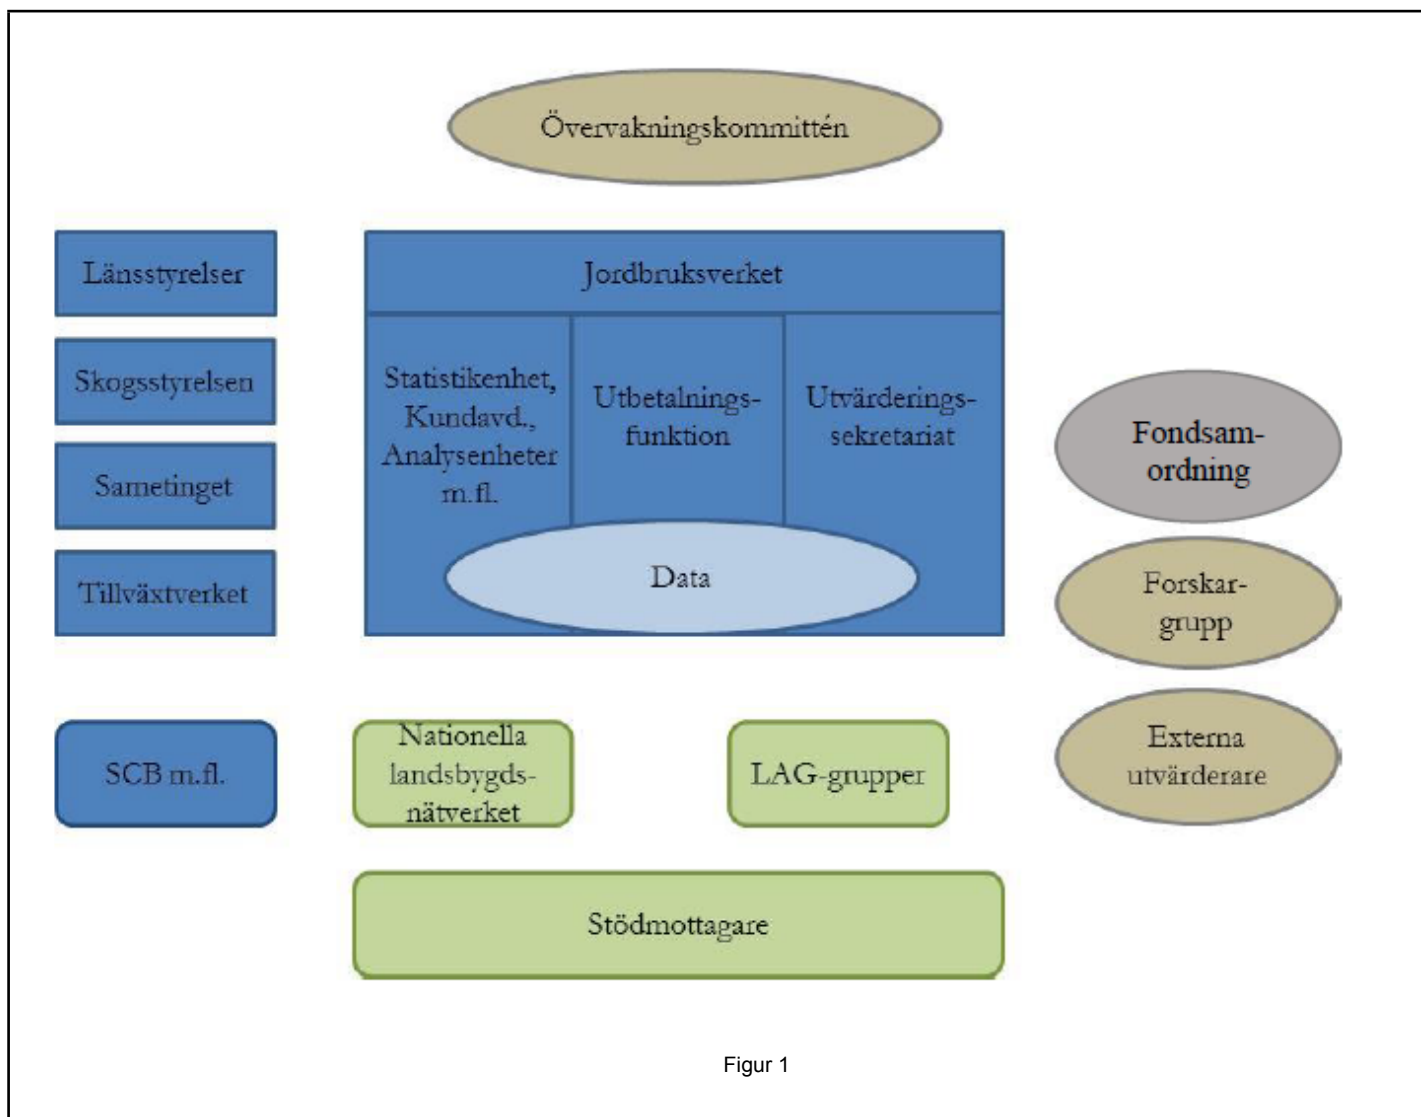 Övervakningskommittén
Länsstyrelser
Skogsstyrelsen
Sametinget
Tillväxtverket
Jordbruksverket
Statistikenhet,
Kundavd.,
Analysenheter
m.fl.
Utbetalnings-
funktion
Utvärderings-
sekretariat
Data
Fondsam-
ordning
Forskar-
grupp
Externa
utvärderare
SCB m.fl.
Nationella
landsbygds-
nätverket
LAG-grupper
Stödmottagare
Figur 1